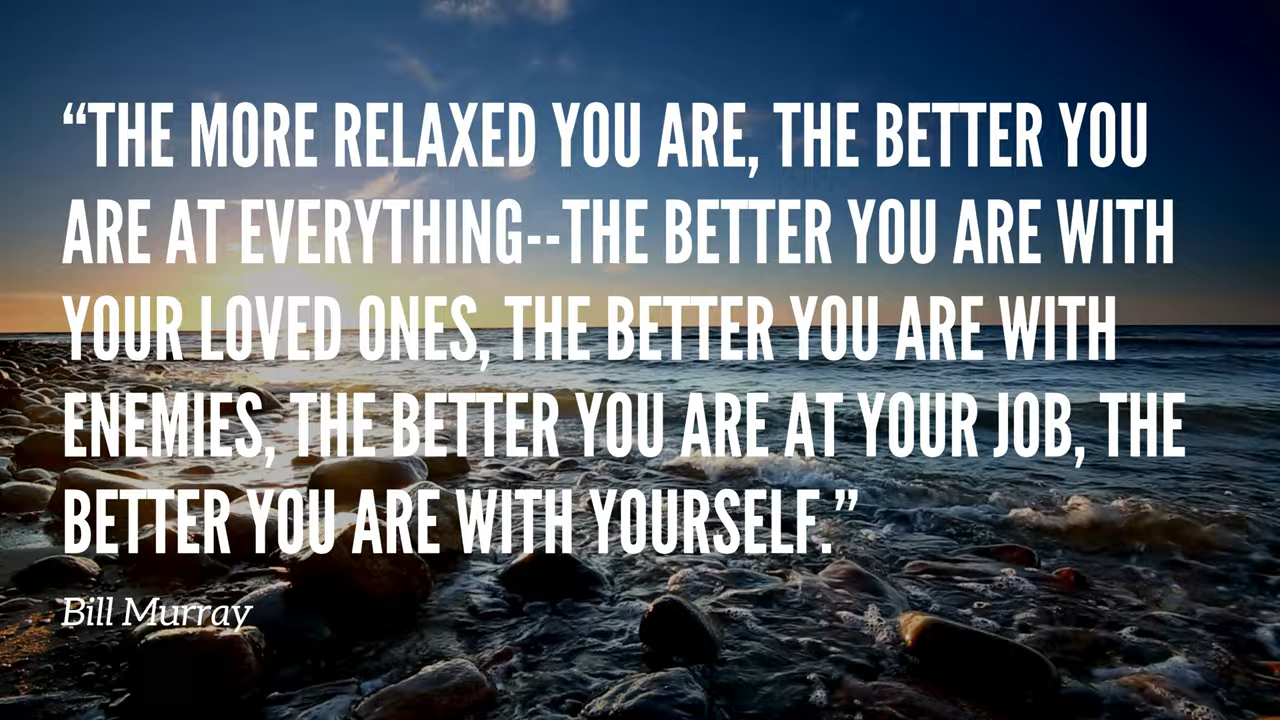 “THE MORE RELAXED YOU ARE, THE BETTER YOU
ARE AT EVERYTHING--THE BETTER YOU ARE WITH
YOUR LOVED ONES, THE BETTER YOU ARE WITH
ENEMIES, THE BETTER YOU ARE AT YOUR JOB, THE
BETTER YOU ARE WITH YOURSELF.”
Bill Murray